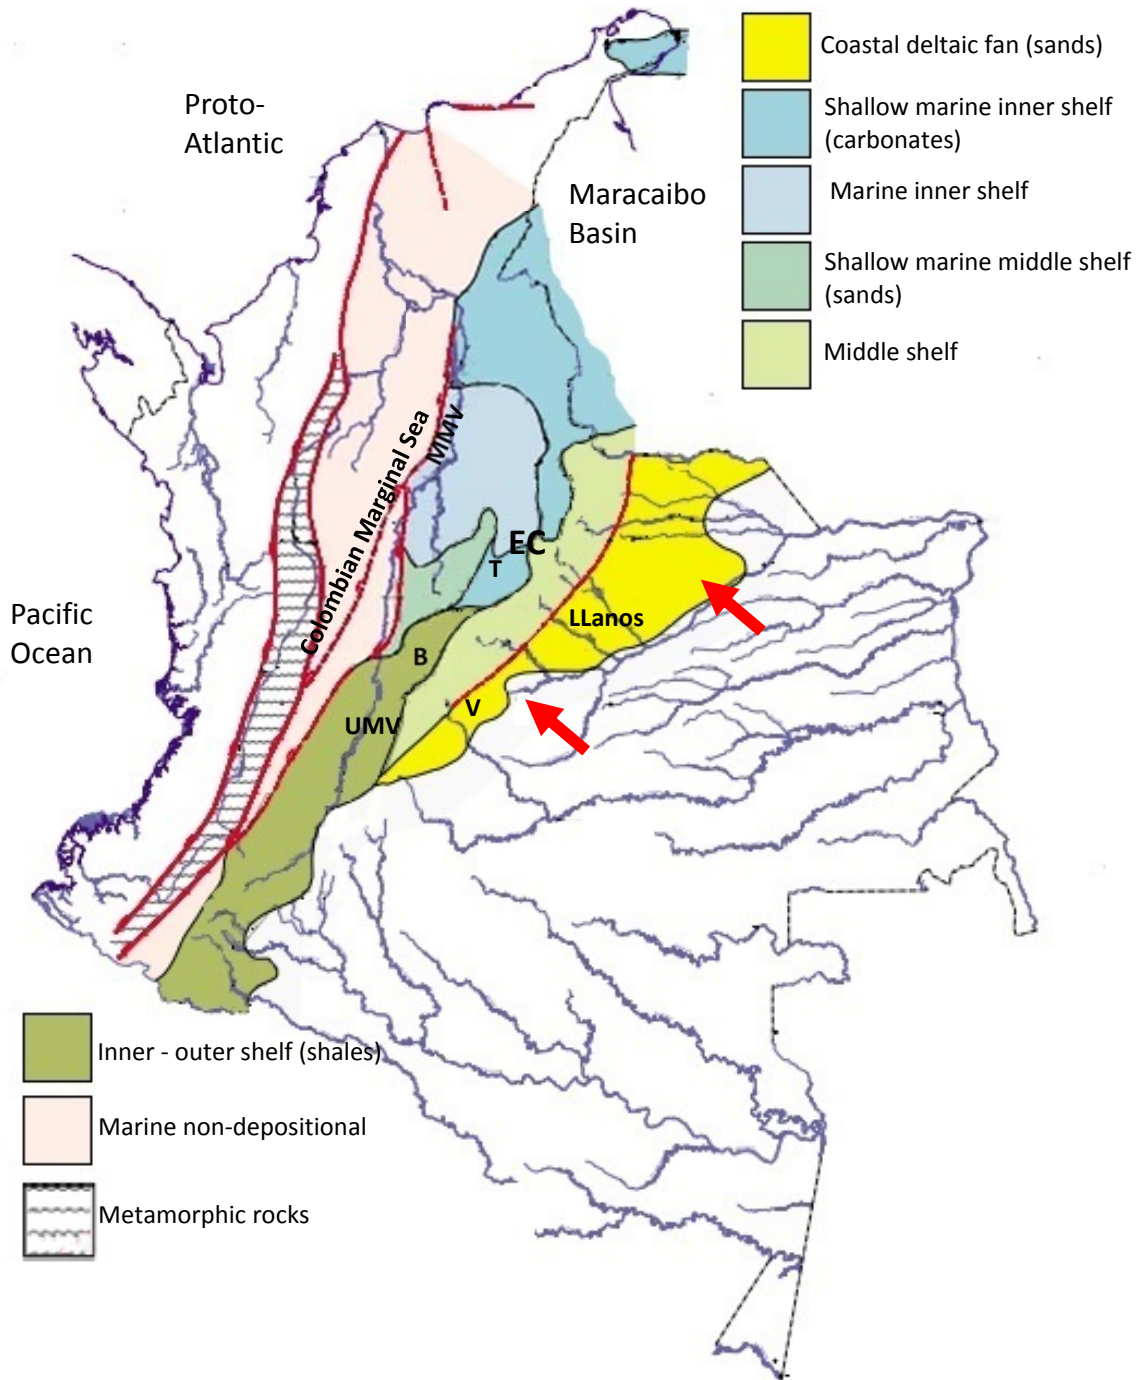 Proto-
Atlantic
Maracaibo
Basin
Coastal deltaic fan (sands)
Shallow marine inner shelf
(carbonates)
Marine inner shelf
Shallow marine middle shelf
(sands)
Middle shelf
MMV
Colombian Marginal Sea
EC
T
Pacific
Ocean
LLanos
B
V
UMV
Inner - outer shelf (shales)
Marine non-depositional
Metamorphic rocks